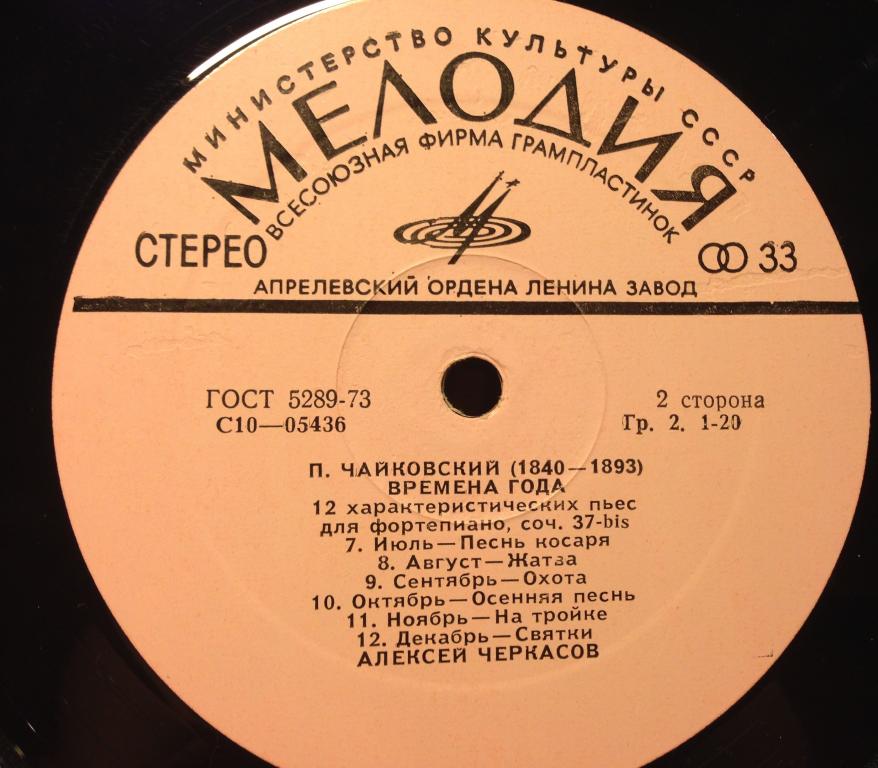 МИНИСТЕРСТВО КУЛЬТУРЫ СССР
МЕЛОДИЯ
ВСЕСОЮЗНАЯ ФИРМА ГРАМПЛАСТИНОК
СТЕРЕО
33
АПРЕЛЕВСКИЙ ОРДЕНА ЛЕНИНА ЗАВОД
ГОСТ 5289-73
2 сторона
С10—05436
Гр. 2. 1-20
П. ЧАЙКОВСКИЙ (1840—1893)
ВРЕМЕНА ГОДА
12 характеристических пьес
для фортепиано, соч. 37-bis
7. Июль—Песнь косаря
8. Август—Жатва
9. Сентябрь—Охота
10. Октябрь—Осенняя песнь
11. Ноябрь—На тройке
12. Декабрь—Святки
АЛЕКСЕЙ ЧЕРКАСОВ